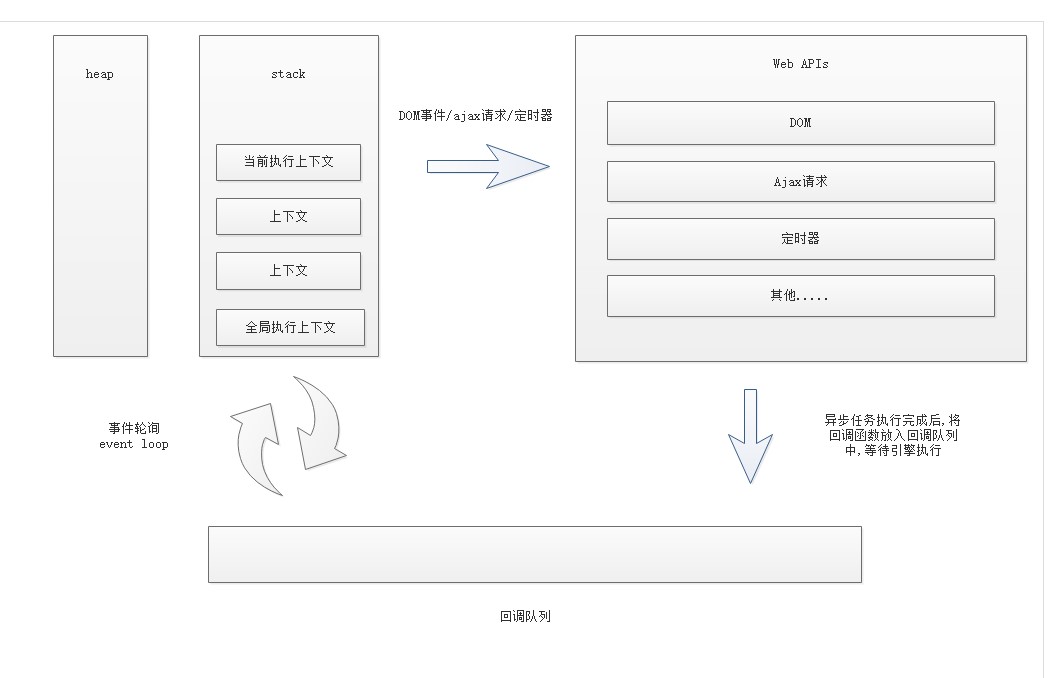 heap
stack
当前执行上下文
上下文
上下文
全局执行上下文
DOM事件/ajax请求/定时器
Web APIs
DOM
Ajax请求
定时器
其他.....
事件轮询
event loop
异步任务执行完成后,将
回调函数放入回调队列
中,等待引擎执行
回调队列